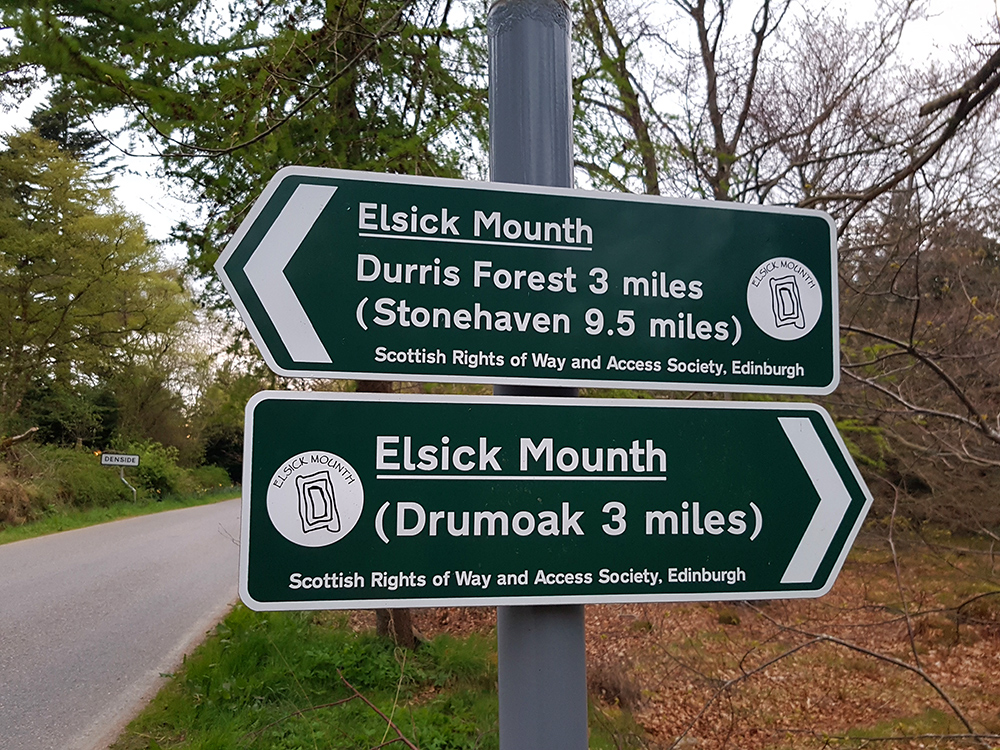 Elsick Mounth
Durris Forest 3 miles
(Stonehaven 9.5 miles)
Scottish Rights of Way and Access Society, Edinburgh
ELSICK MOUNTH
DENSIDE
ELSICK MOUNTH
Elsick Mounth
(Drumoak 3 miles)
Scottish Rights of Way and Access Society, Edinburgh